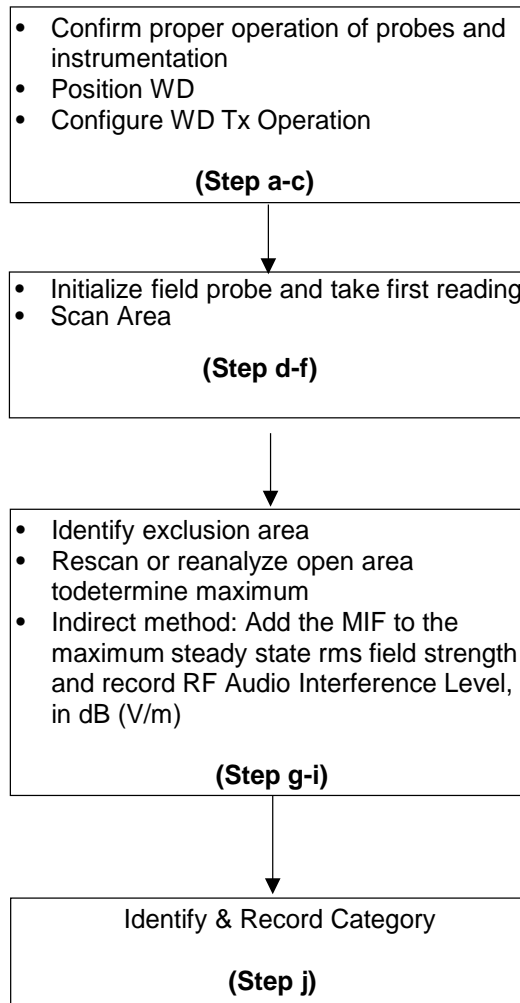 • Confirm proper operation of probes and
instrumentation
• Position WD
• Configure WD Tx Operation
(Step a-c)
• Initialize field probe and take first reading
• Scan Area
(Step d-f)
• Identify exclusion area
• Rescan or reanalyze open area
todetermine maximum
• Indirect method: Add the MIF to the
maximum steady state rms field strength
and record RF Audio Interference Level,
in dB (V/m)
(Step g-i)
Identify & Record Category
(Step j)